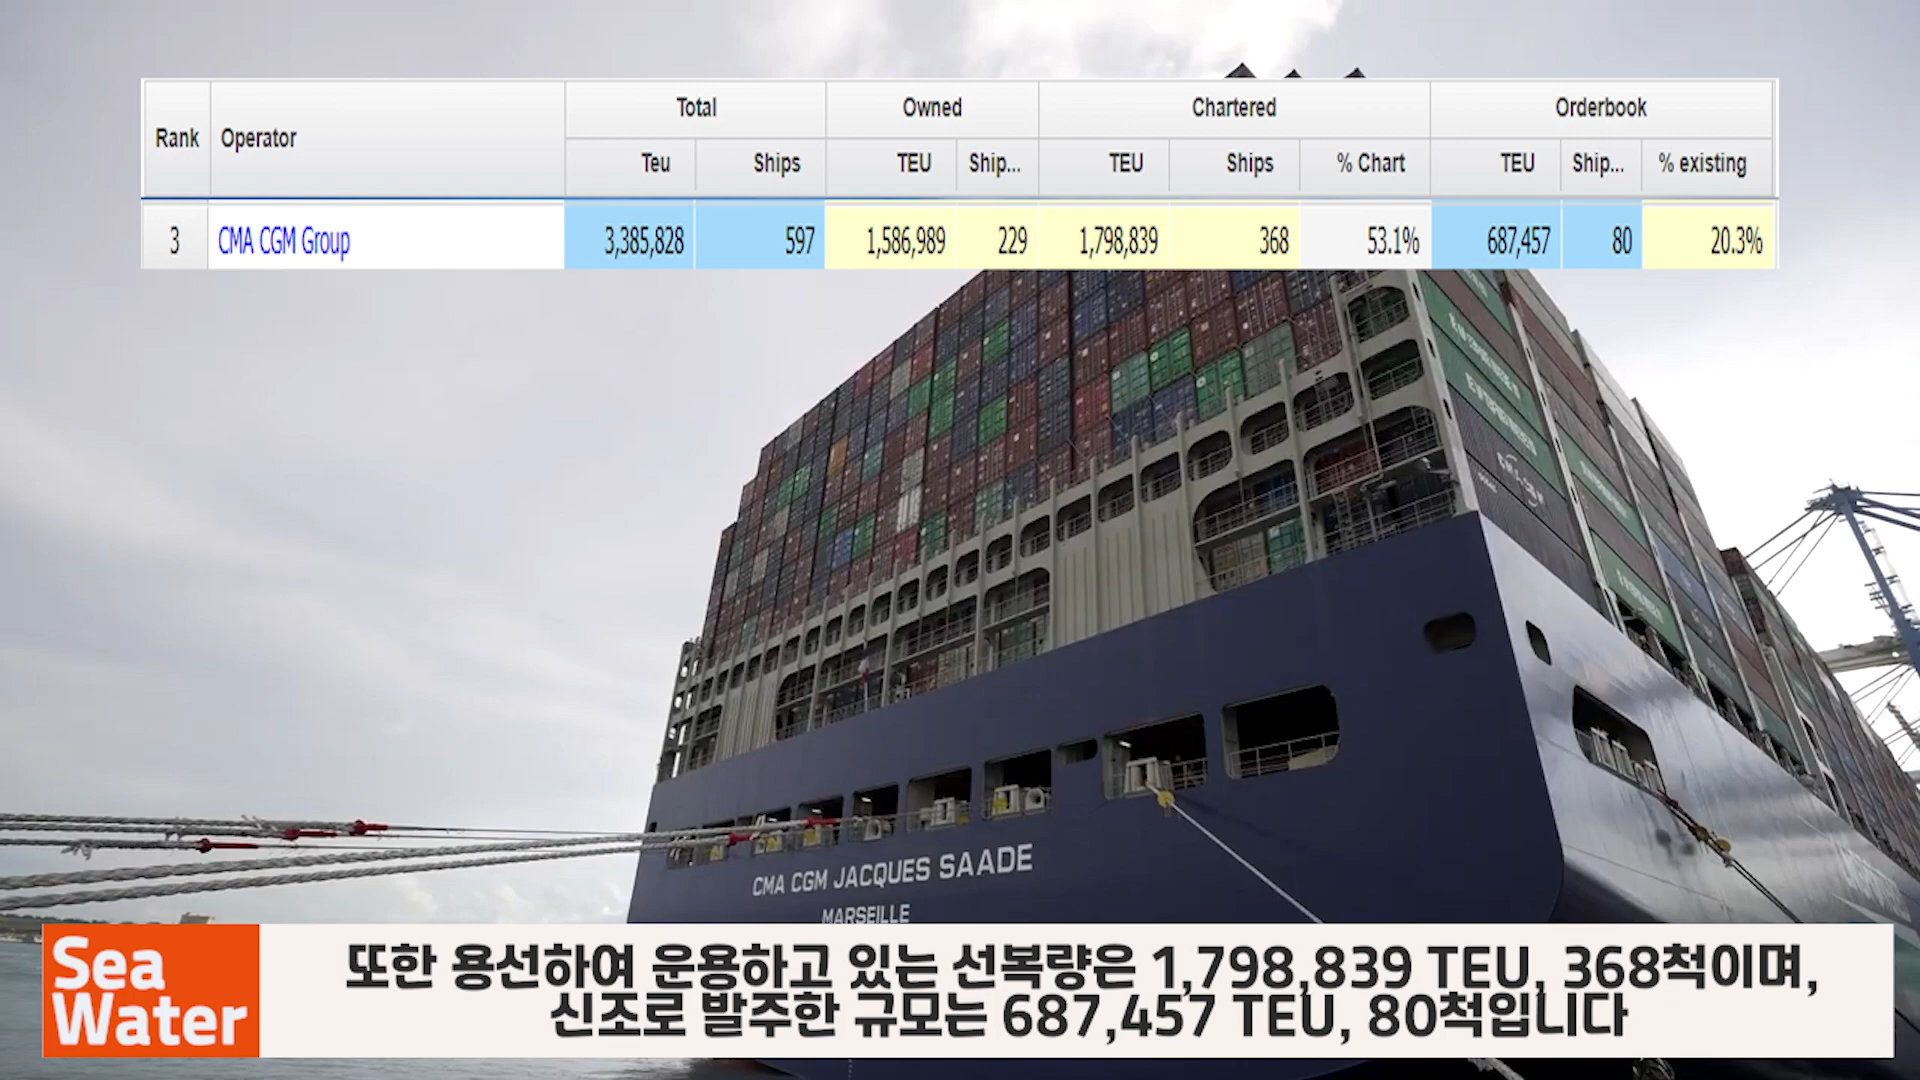 Rank Operator Total Owned Chartered Orderbook
Teu Ships TEU Ship... TEU Ships % Chart TEU Ship... % existing
3 CMA CGM Group 3,385,828 597 1,586,989 229 1,798,839 368 53.1% 687,457 80 20.3%
CMA CGM JACQUES SAADE
MARSEILLE
Sea
Water
또한 용선하여 운용하고 있는 선복량은 1,798,839 TEU, 368척이며,
신조로 발주한 규모는 687,457 TEU, 80척입니다